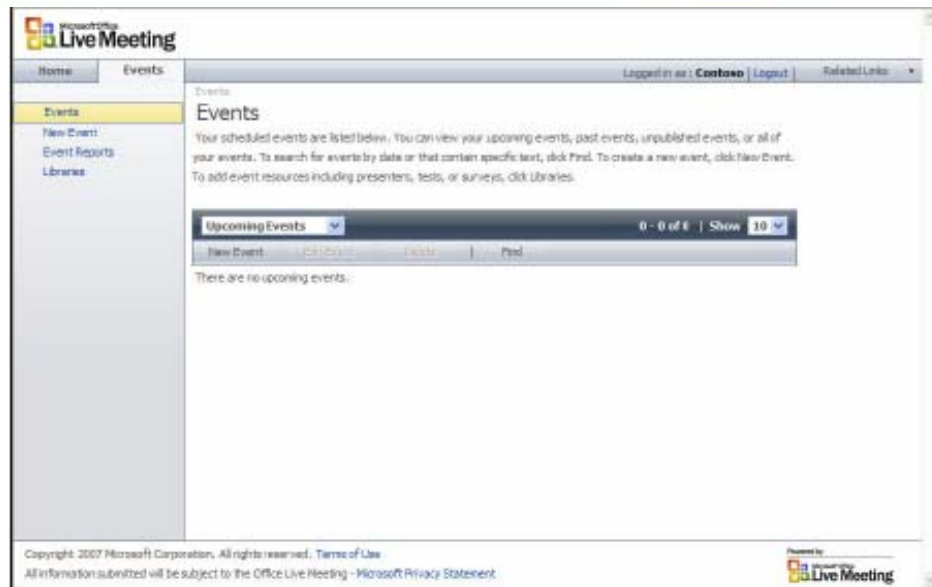 Microsoft Office
Live Meeting
Home
Events
Logged in as : Contoso | Logout |
Related Links
Events
New Event
Event Reports
Libraries
Events
Events
Your scheduled events are listed below. You can view your upcoming events, past events, unpublished events, or all of
your events. To search for events by date or that contain specific text, click Find. To create a new event, click New Event.
To add event resources including presenters, tests, or surveys, click Libraries.
Upcoming Events
0 - 0 of 0 | Show 10
New Event
Delete
| Find
There are no upcoming events.
Copyright 2007 Microsoft Corporation. All rights reserved. Terms of Use
All information submitted will be subject to the Office Live Meeting - Microsoft Privacy Statement
Powered by
Microsoft Office
Live Meeting